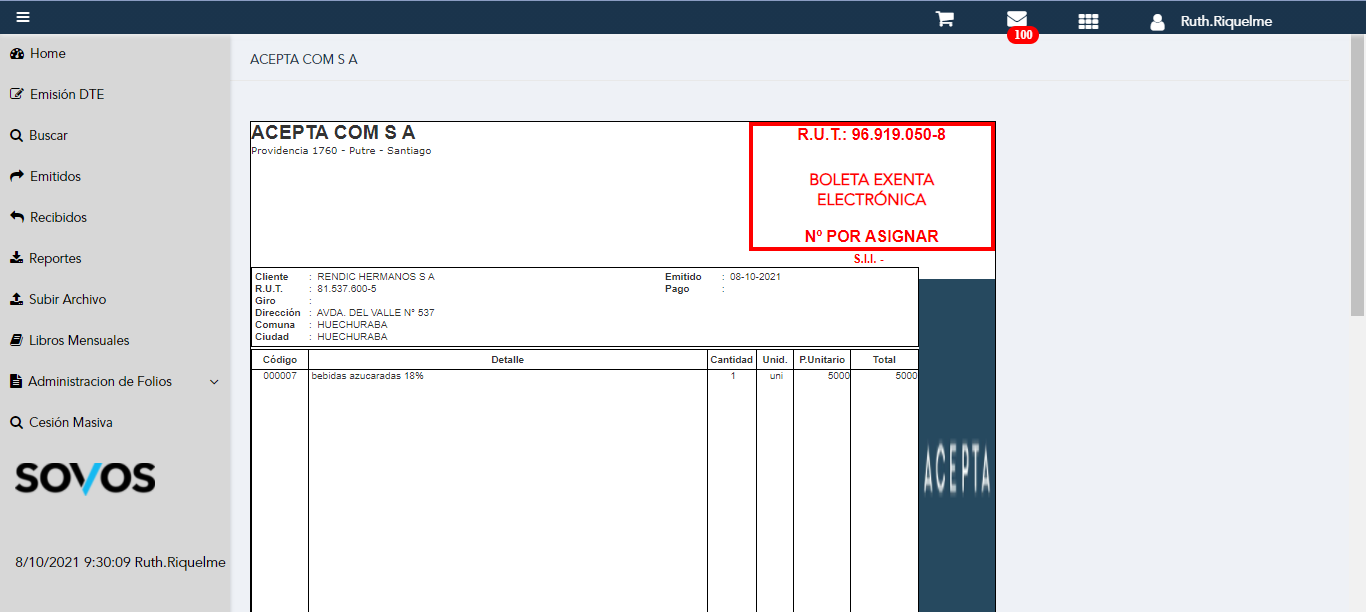 Ruth.Riquelme
100
Home
Emisión DTE
Buscar
Emitidos
Recibidos
Reportes
Subir Archivo
Libros Mensuales
Administracion de Folios
Cesión Masiva
SOVOS
8/10/2021 9:30:09 Ruth.Riquelme
ACEPTA COM S A
ACEPTA COM S A
Providencia 1760 - Putre - Santiago
R.U.T.: 96.919.050-8
BOLETA EXENTA
ELECTRÓNICA
Nº POR ASIGNAR
S.I.I. -
Cliente : RENDIC HERMANOS S A Emitido : 08-10-2021
R.U.T. : 81.537.600-5 Pago :
Giro :
Dirección : AVDA. DEL VALLE N° 537
Comuna : HUECHURABA
Ciudad : HUECHURABA
Código Detalle Cantidad Unid. P.Unitario Total
000007 bebidas azucaradas 18% 1 uni 5000 5000
ACEPTA